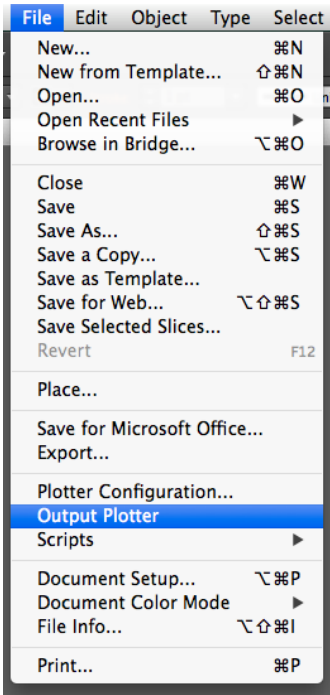 File Edit Object Type Select
New... ⌘N
New from Template... ⇧⌘N
Open... ⌘O
Open Recent Files ▶
Browse in Bridge... ⌥⌘O
Close ⌘W
Save ⌘S
Save As... ⇧⌘S
Save a Copy... ⌥⌘S
Save as Template...
Save for Web... ⌥⇧⌘S
Save Selected Slices...
Revert F12
Place...
Save for Microsoft Office...
Export...
Plotter Configuration...
Output Plotter
Scripts ▶
Document Setup... ⌥⌘P
Document Color Mode ▶
File Info... ⌥⇧⌘I
Print... ⌘P